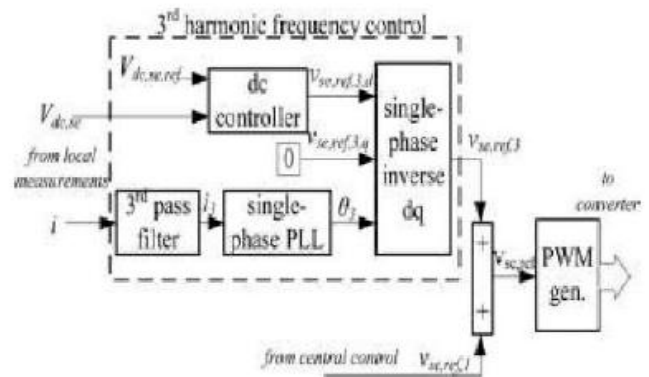 3rd harmonic frequency control
Vdc,se,ref
Vdc,se
dc controller
vse,ref,3,d
vse,ref,3,q
0
single-phase inverse dq
vse,ref,3
from local measurements
i
3rd pass filter
i3
single-phase PLL
θ3
to converter
+
+
vse,ref
PWM gen.
from central control
vse,ref,1